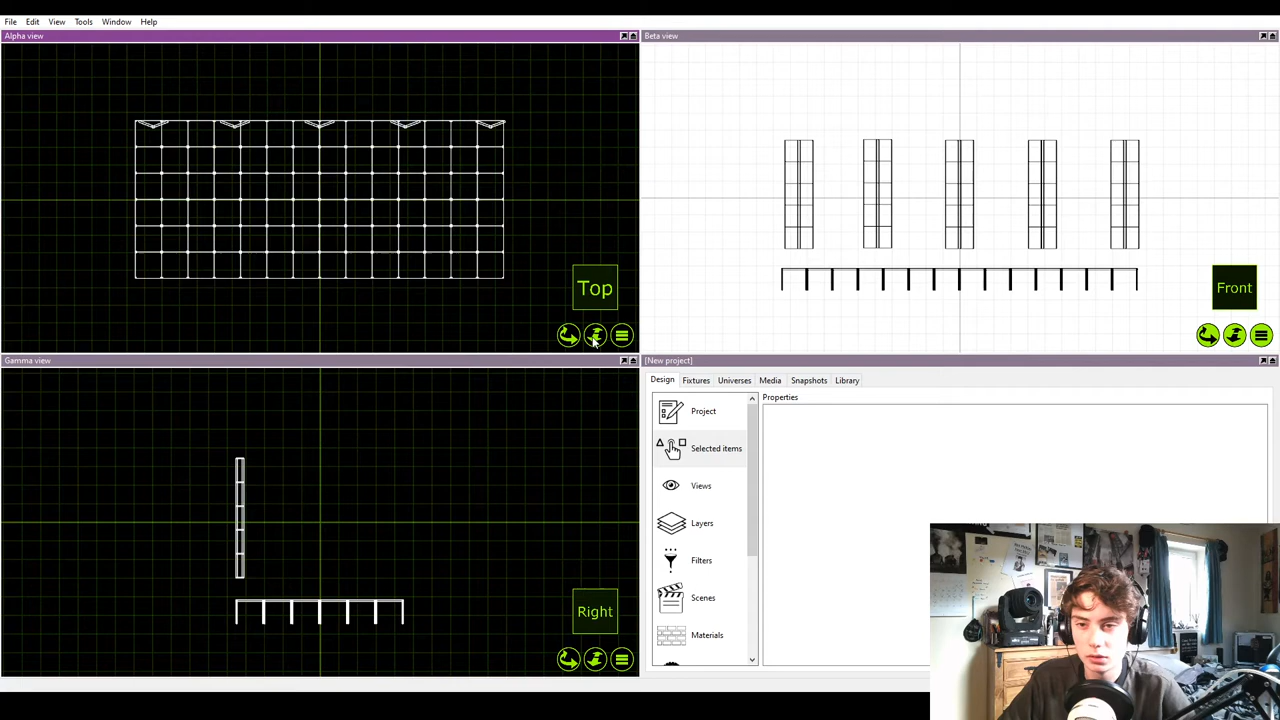 File Edit View Tools Window Help
Alpha view
Beta view
Top
Front
Gamma view
[New project]
Design Fixtures Universes Media Snapshots Library
Properties
Project
Selected items
Views
Layers
Filters
Scenes
Materials
Right